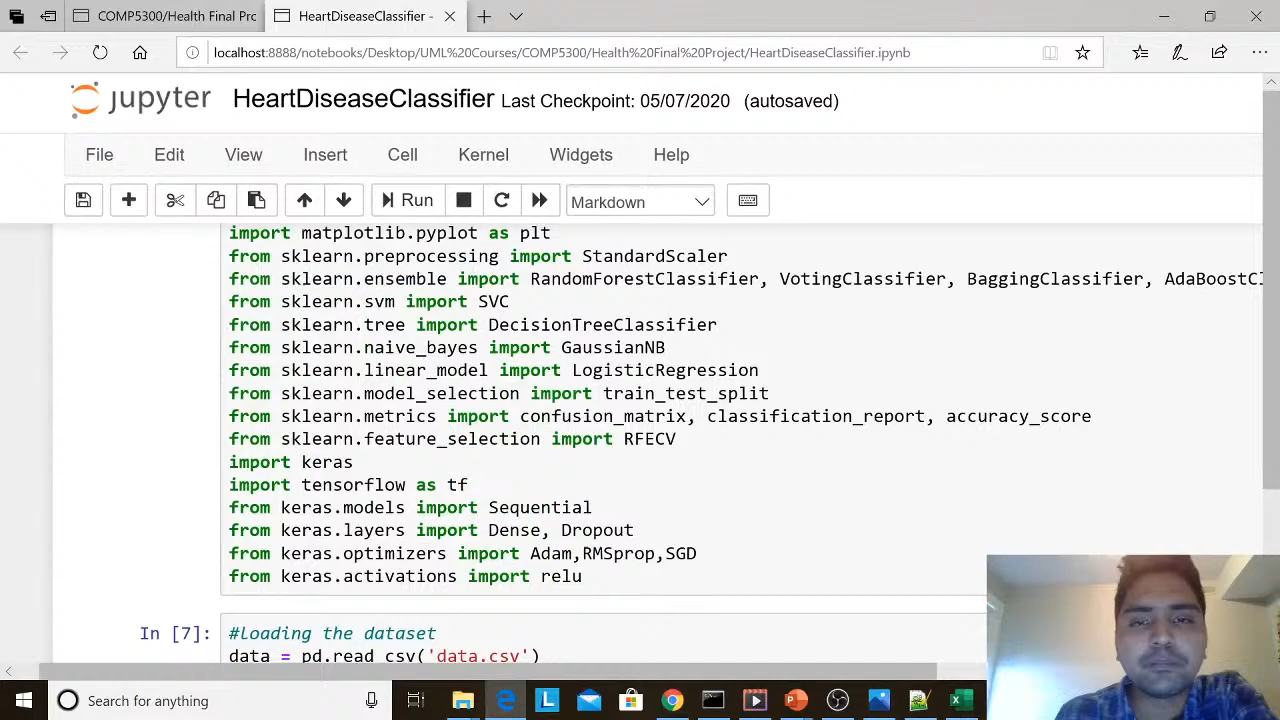 COMP5300/Health Final Pro
HeartDiseaseClassifier -
localhost:8888/notebooks/Desktop/UML%20Courses/COMP5300/Health%20Final%20Project/HeartDiseaseClassifier.ipynb
jupyter HeartDiseaseClassifier Last Checkpoint: 05/07/2020 (autosaved)
File Edit View Insert Cell Kernel Widgets Help
Run Markdown
import matplotlib.pyplot as plt
from sklearn.preprocessing import StandardScaler
from sklearn.ensemble import RandomForestClassifier, VotingClassifier, BaggingClassifier, AdaBoostCl
from sklearn.svm import SVC
from sklearn.tree import DecisionTreeClassifier
from sklearn.naive_bayes import GaussianNB
from sklearn.linear_model import LogisticRegression
from sklearn.model_selection import train_test_split
from sklearn.metrics import confusion_matrix, classification_report, accuracy_score
from sklearn.feature_selection import RFECV
import keras
import tensorflow as tf
from keras.models import Sequential
from keras.layers import Dense, Dropout
from keras.optimizers import Adam,RMSprop,SGD
from keras.activations import relu
In [7]: #loading the dataset
data = pd.read_csv('data.csv')
Search for anything